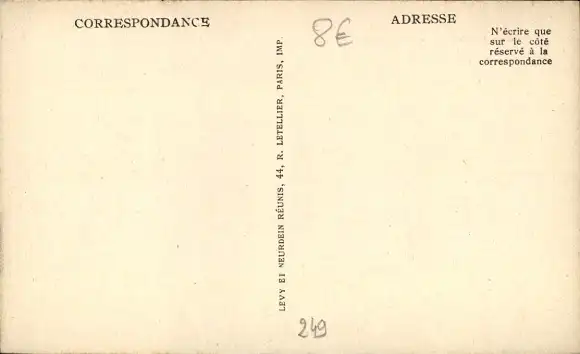 CORRESPONDANCE
8€
ADRESSE
N'écrire que
sur le côté
réservé à la
correspondance
LEVY ET NEURDEIN RÉUNIS, 44, R. LETELLIER, PARIS, IMP.
249